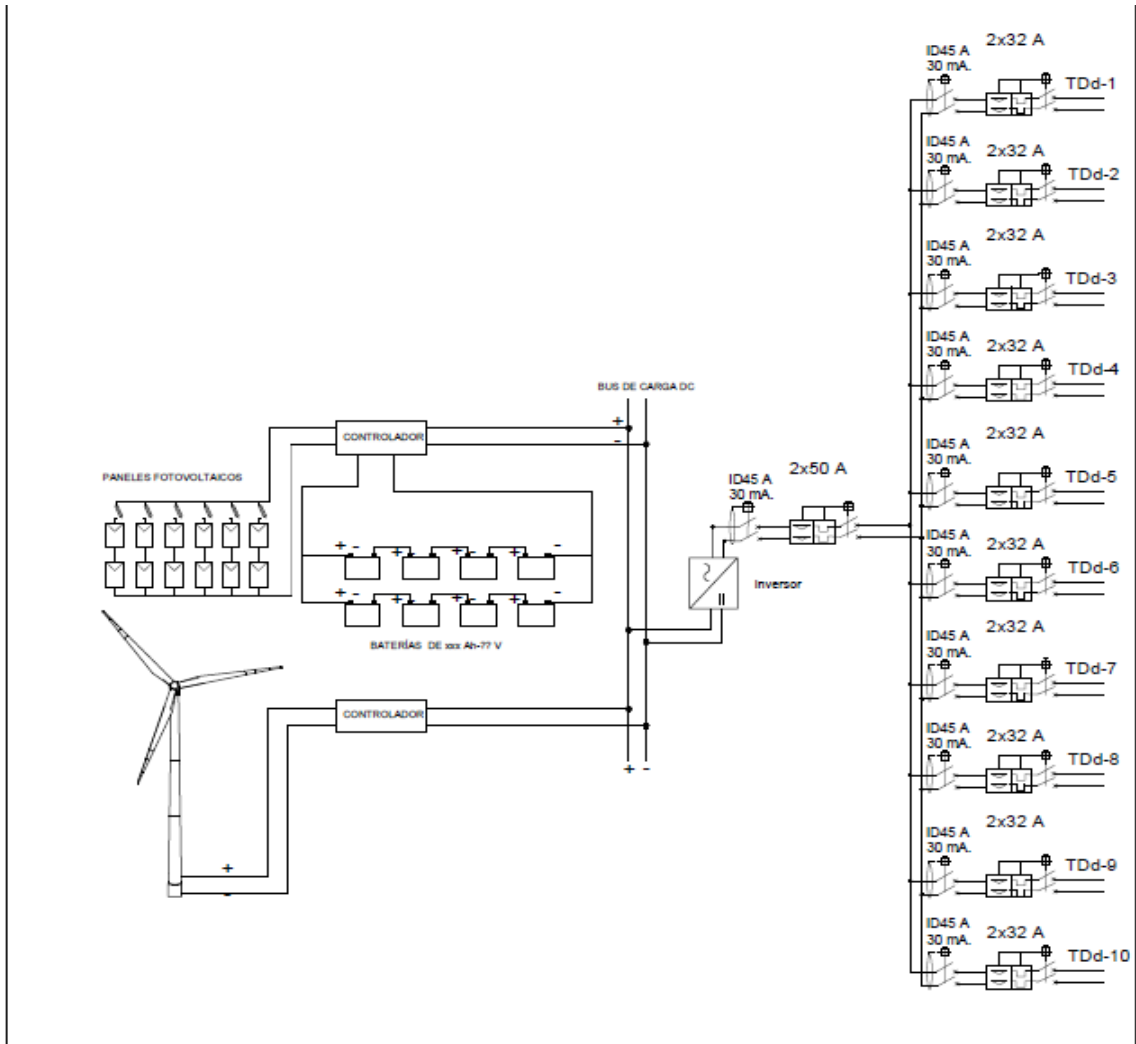 2x32 A
ID45 A
30 mA.
TDd-1
2x32 A
ID45 A
30 mA.
TDd-2
2x32 A
ID45 A
30 mA.
TDd-3
2x32 A
ID45 A
30 mA.
TDd-4
2x32 A
ID45 A
30 mA.
TDd-5
2x32 A
ID45 A
30 mA.
TDd-6
2x32 A
ID45 A
30 mA.
TDd-7
2x32 A
ID45 A
30 mA.
TDd-8
2x32 A
ID45 A
30 mA.
TDd-9
2x32 A
ID45 A
30 mA.
TDd-10
BUS DE CARGA DC
+
-
CONTROLADOR
PANELES FOTOVOLTAICOS
2x50 A
ID45 A
30 mA.
Inversor
+ - + - + - + -
+ - + - + - + -
BATERÍAS DE xxx Ah-?? V
CONTROLADOR
+ -
+
-